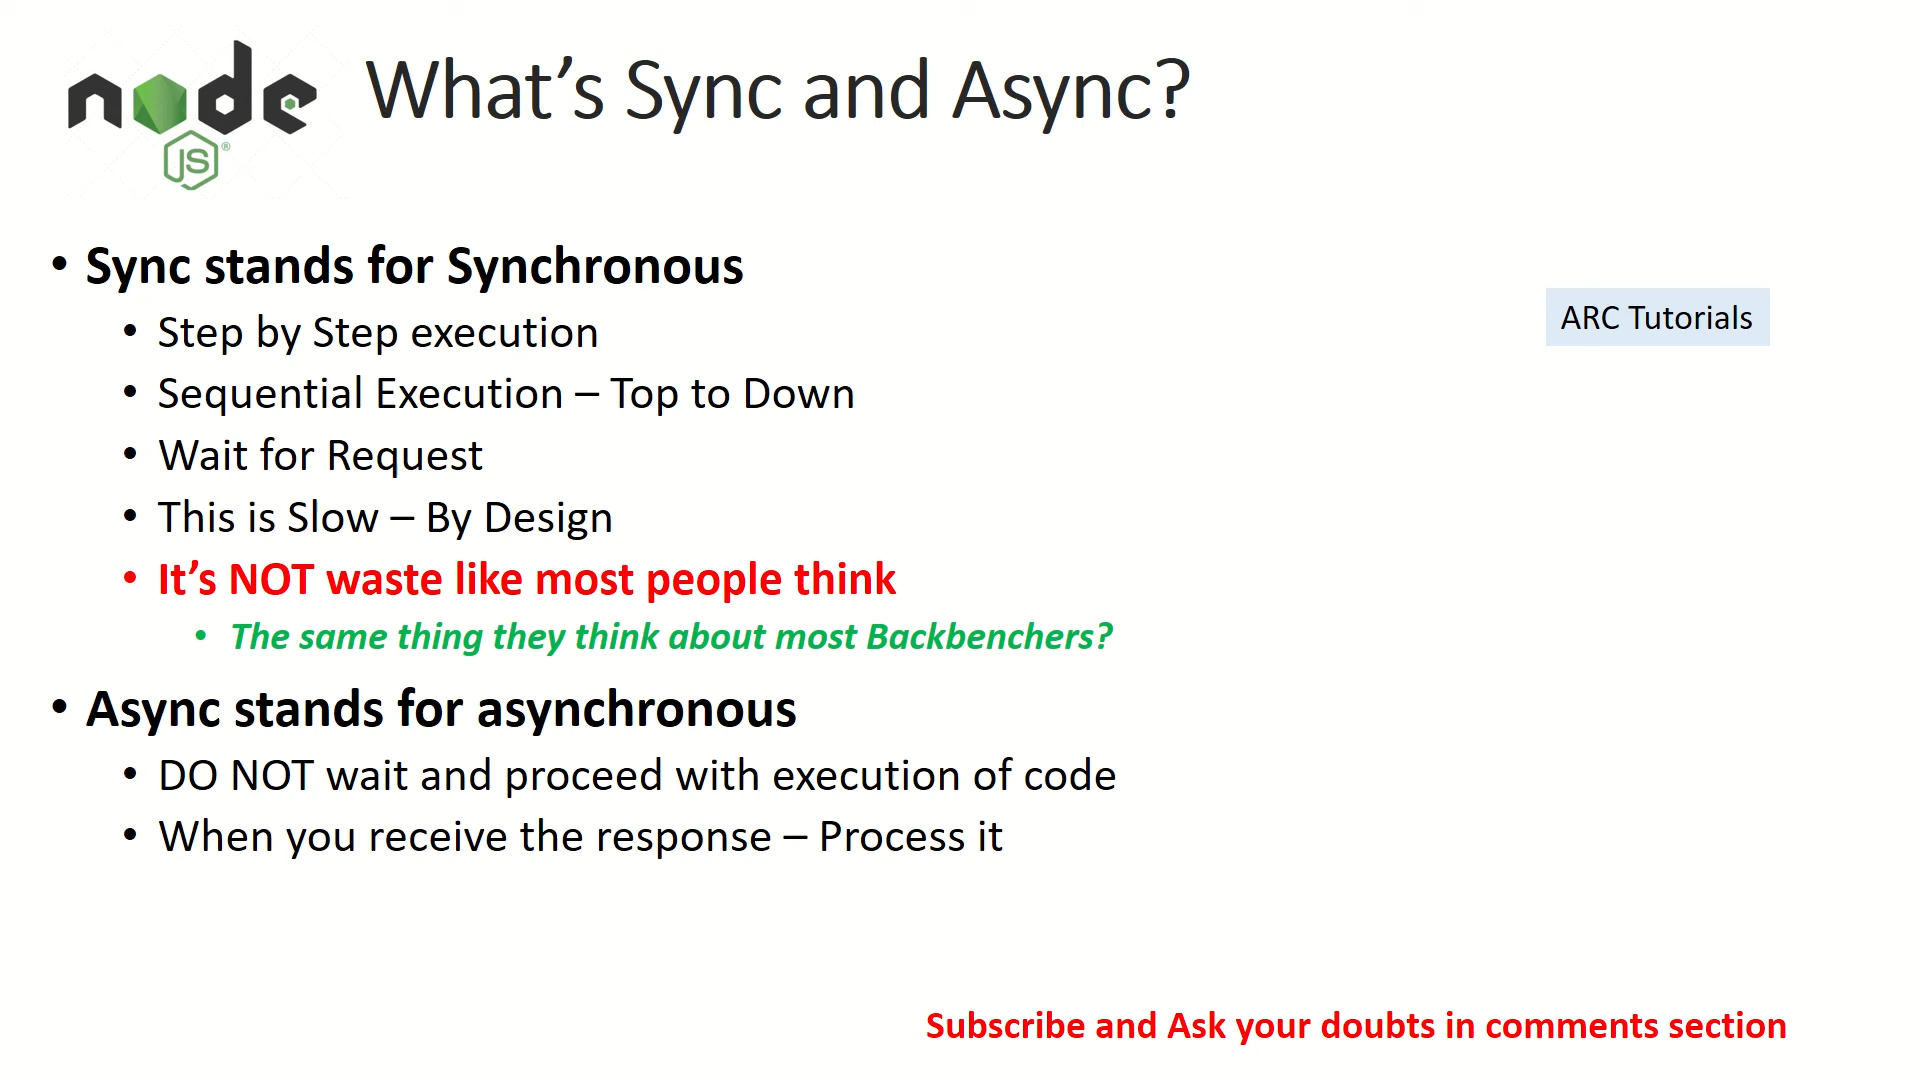 node
JS®
What's Sync and Async?
• Sync stands for Synchronous
• Step by Step execution
• Sequential Execution – Top to Down
• Wait for Request
• This is Slow – By Design
• It's NOT waste like most people think
• The same thing they think about most Backbenchers?
• Async stands for asynchronous
• DO NOT wait and proceed with execution of code
• When you receive the response – Process it
ARC Tutorials
Subscribe and Ask your doubts in comments section